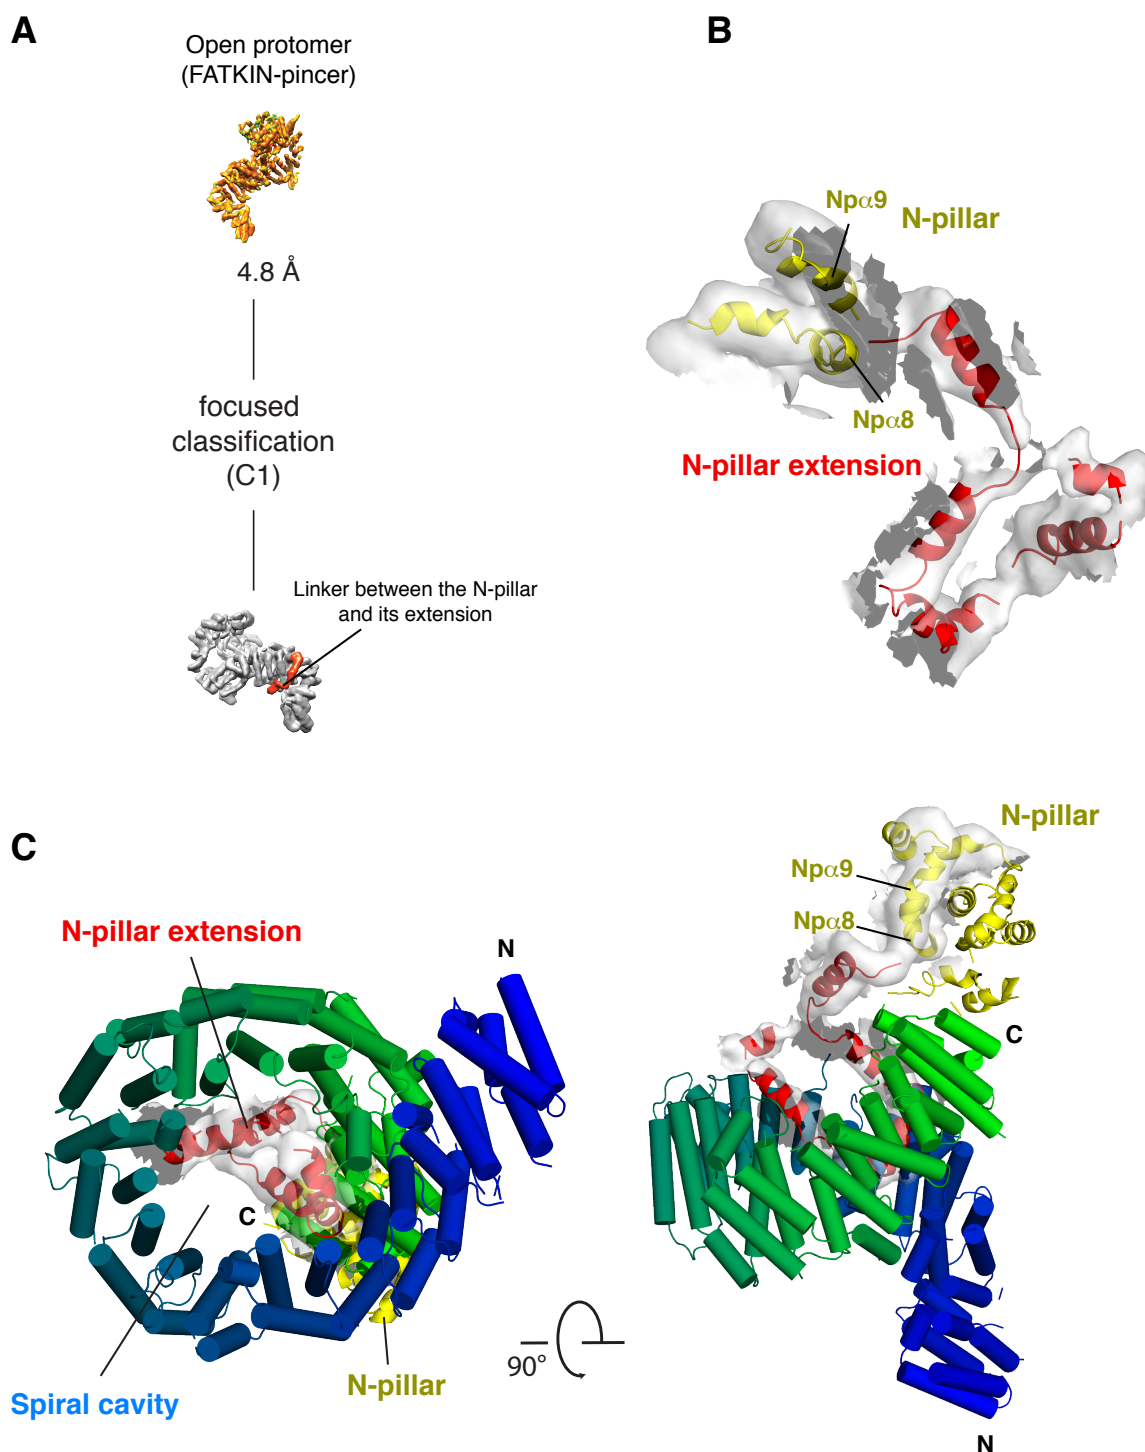 A
Open protomer
(FATKIN-pincer)
4.8 Å
focused
classification
(C1)
Linker between the N-pillar
and its extension
B
Npα9
N-pillar
Npα8
N-pillar extension
C
N-pillar extension
N
C
Spiral cavity
N-pillar
90°
N-pillar
Npα9
Npα8
C
N